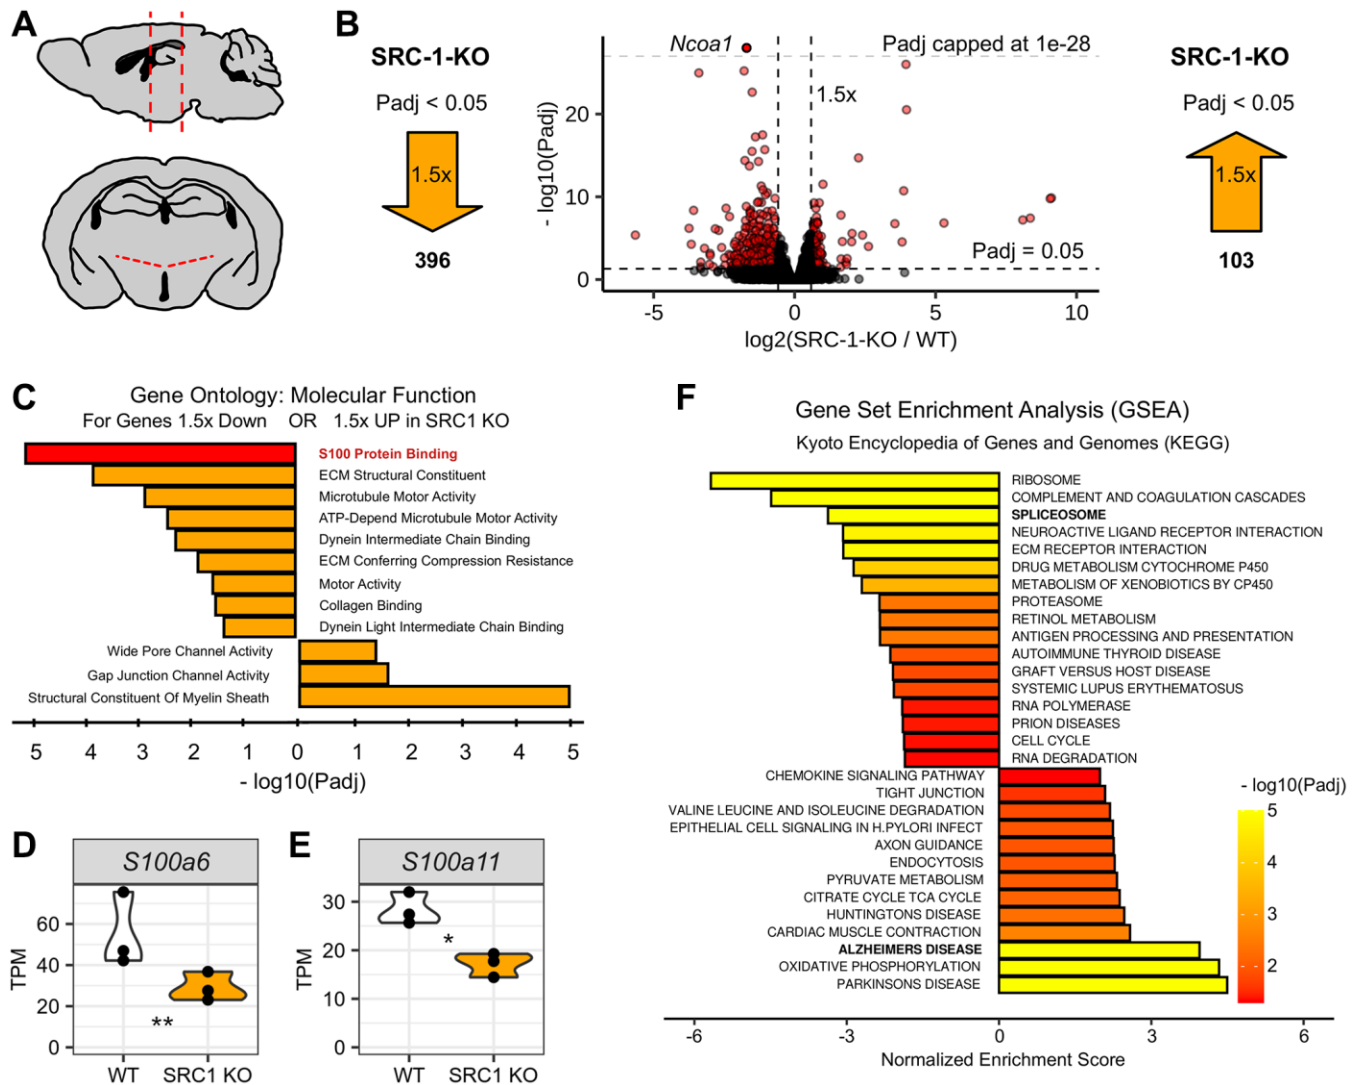 A
B
SRC-1-KO
Padj < 0.05
1.5x
396
Ncoa1
Padj capped at 1e-28
1.5x
Padj = 0.05
- log10(Padj)
20
10
0
-5
0
5
10
log2(SRC-1-KO / WT)
SRC-1-KO
Padj < 0.05
1.5x
103
C
Gene Ontology: Molecular Function
For Genes 1.5x Down OR 1.5x UP in SRC1 KO
S100 Protein Binding
ECM Structural Constituent
Microtubule Motor Activity
ATP-Depend Microtubule Motor Activity
Dynein Intermediate Chain Binding
ECM Conferring Compression Resistance
Motor Activity
Collagen Binding
Dynein Light Intermediate Chain Binding
Wide Pore Channel Activity
Gap Junction Channel Activity
Structural Constituent Of Myelin Sheath
5 4 3 2 1 0 1 2 3 4 5
- log10(Padj)
D
S100a6
TPM
60
40
20
0
**
WT SRC1 KO
E
S100a11
TPM
30
20
10
0
*
WT SRC1 KO
F
Gene Set Enrichment Analysis (GSEA)
Kyoto Encyclopedia of Genes and Genomes (KEGG)
RIBOSOME
COMPLEMENT AND COAGULATION CASCADES
SPLICEOSOME
NEUROACTIVE LIGAND RECEPTOR INTERACTION
ECM RECEPTOR INTERACTION
DRUG METABOLISM CYTOCHROME P450
METABOLISM OF XENOBIOTICS BY CP450
PROTEASOME
RETINOL METABOLISM
ANTIGEN PROCESSING AND PRESENTATION
AUTOIMMUNE THYROID DISEASE
GRAFT VERSUS HOST DISEASE
SYSTEMIC LUPUS ERYTHEMATOSUS
RNA POLYMERASE
PRION DISEASES
CELL CYCLE
RNA DEGRADATION
CHEMOKINE SIGNALING PATHWAY
TIGHT JUNCTION
VALINE LEUCINE AND ISOLEUCINE DEGRADATION
EPITHELIAL CELL SIGNALING IN H.PYLORI INFECT
AXON GUIDANCE
ENDOCYTOSIS
PYRUVATE METABOLISM
CITRATE CYCLE TCA CYCLE
HUNTINGTONS DISEASE
CARDIAC MUSCLE CONTRACTION
ALZHEIMERS DISEASE
OXIDATIVE PHOSPHORYLATION
PARKINSONS DISEASE
- log10(Padj)
5
4
3
2
-6 -3 0 3 6
Normalized Enrichment Score